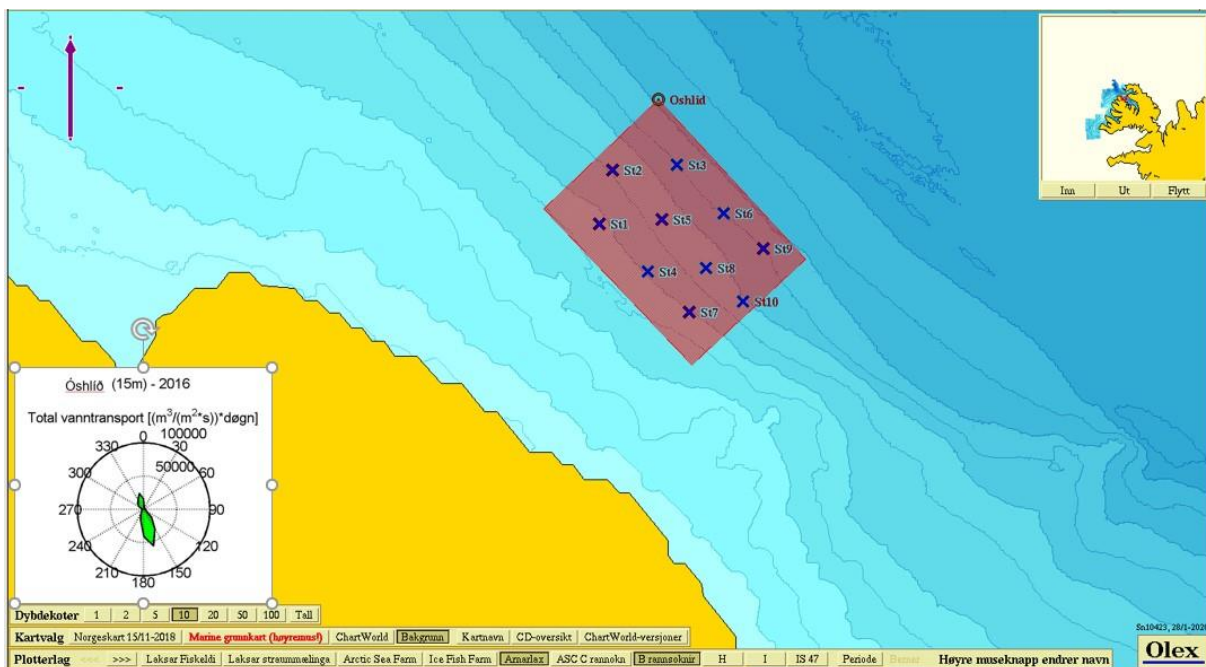 Oshlid
St2
St3
St1
St5
St6
St9
St4
St8
St10
St7
Inn Ut Flytt
Óshlíð (15m) - 2016
Total vanntransport [(m³/(m²*s))*døgn]
0
100000
330
30
50000
300
60
270
90
240
120
210
150
180
Dybdekoter 1 2 5 10 20 50 100 Tall
Kartvalg Norgeskart 15/11-2018 Marine grunnkart (høyremus!) ChartWorld Bakgrunn Kartnavn CD-oversikt ChartWorld-versjoner
Sn10423, 28/1-2020
Olex
Plotterlag <<< >>> Laksar Fiskeldi Laksar straummælinga Arctic Sea Farm Ice Fish Farm Arnarlax ASC C rannokn B rannsoknir H I IS 47 Periode Høyre museknapp endrer navn